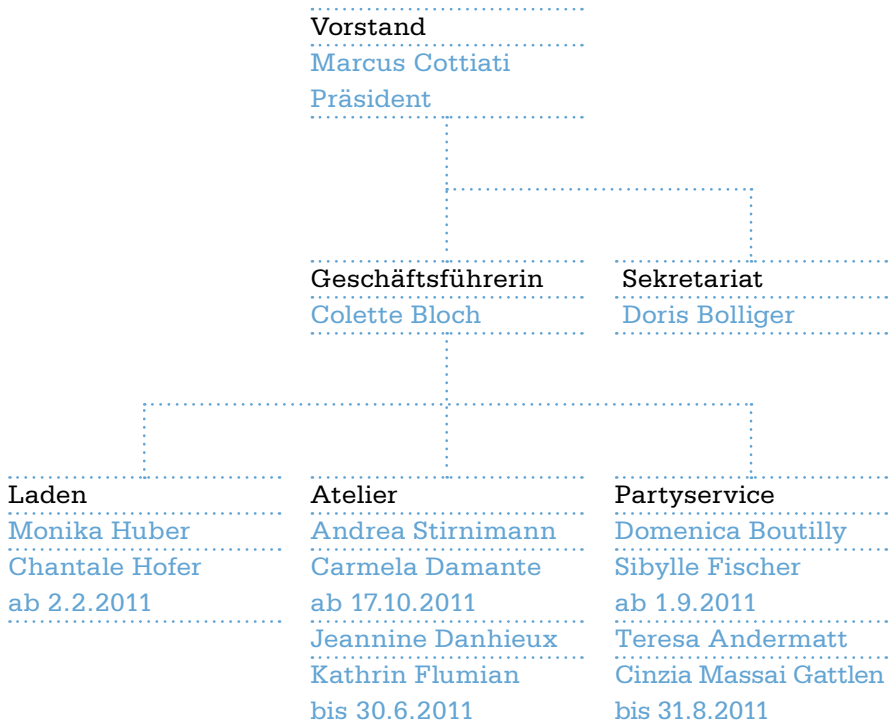 Vorstand
Marcus Cottiati
Präsident
Geschäftsführerin
Colette Bloch
Sekretariat
Doris Bolliger
Laden
Monika Huber
Chantale Hofer
ab 2.2.2011
Atelier
Andrea Stirnimann
Carmela Damante
ab 17.10.2011
Jeannine Danhieux
Kathrin Flumian
bis 30.6.2011
Partyservice
Domenica Boutilly
Sibylle Fischer
ab 1.9.2011
Teresa Andermatt
Cinzia Massai Gattlen
bis 31.8.2011